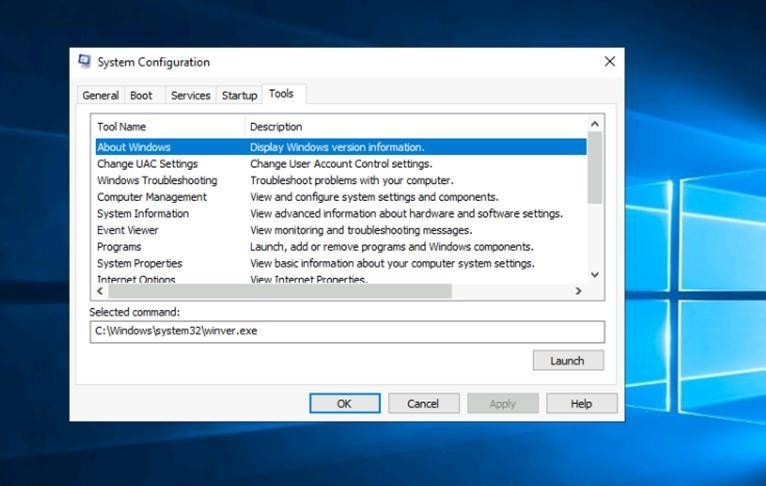 System Configuration
General Boot Services Startup Tools
Tool Name Description
About Windows Display Windows version information.
Change UAC Settings Change User Account Control settings.
Windows Troubleshooting Troubleshoot problems with your computer.
Computer Management View and configure system settings and components.
System Information View advanced information about hardware and software settings.
Event Viewer View monitoring and troubleshooting messages.
Programs Launch, add or remove programs and Windows components.
System Properties View basic information about your computer system settings.
Internet Options View Internet Properties.
Selected command:
C:\Windows\system32\winver.exe
Launch
OK Cancel Apply Help